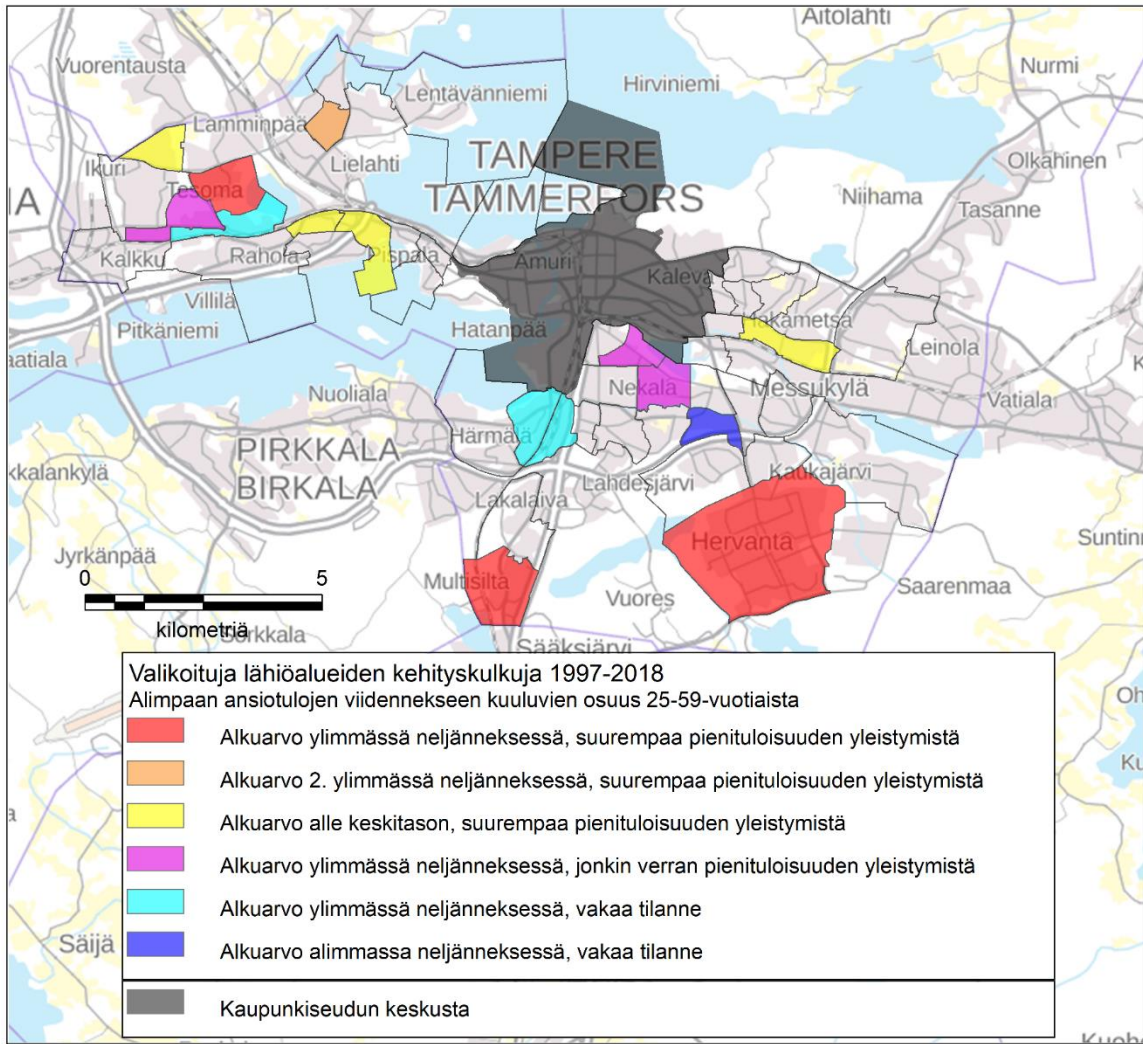 Aitolahti
Vuorentausta
Nurmi
Hirviniemi
Lentävänniemi
Lamminpää
TAMPERE
Olkahinen
Ikuri
Lielahti
Tesoma
TAMMERFORS
Niihama
Tasanne
Kalkku
Rahola
Pispala
Amuri
Kaleva
Villilä
Pitkäniemi
Hatanpää
Hakametsä
Leinola
aatiala
Nuoliala
Nekala
Messukylä
Vatiala
PIRKKALA
Härmälä
kkalankylä
BIRKALA
Lahdesjärvi
Kaukajärvi
Lakalaiva
Hervanta
Suntinn
Jyrkänpää
0 5
Multisilta
Vuores
Saarenmaa
kilometriä
Sorkkala
Sääksjärvi
Valikoituja lähiöalueiden kehityskulkuja 1997-2018
Alimpaan ansiotulojen viidennekseen kuuluvien osuus 25-59-vuotiaista
Alkuarvo ylimmässä neljänneksessä, suurempaa pienituloisuuden yleistymistä
Alkuarvo 2. ylimmässä neljänneksessä, suurempaa pienituloisuuden yleistymistä
Alkuarvo alle keskitason, suurempaa pienituloisuuden yleistymistä
Alkuarvo ylimmässä neljänneksessä, jonkin verran pienituloisuuden yleistymistä
Alkuarvo ylimmässä neljänneksessä, vakaa tilanne
Alkuarvo alimmassa neljänneksessä, vakaa tilanne
Säijä
Kaupunkiseudun keskusta